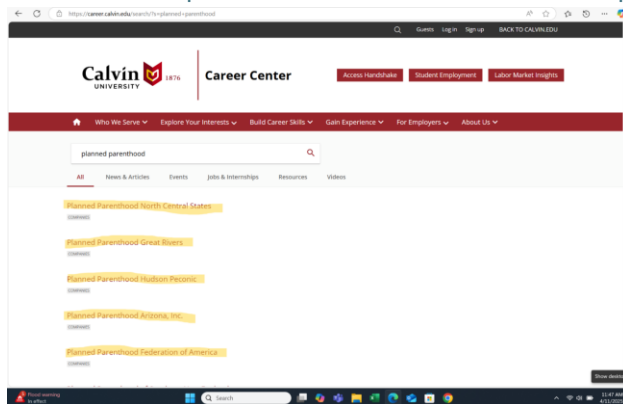 https://career.calvin.edu/search/?s=planned+parenthood
Guests Log in Sign up BACK TO CALVIN.EDU
Calvin UNIVERSITY 1876 Career Center
Access Handshake Student Employment Labor Market Insights
Who We Serve Explore Your Interests Build Career Skills Gain Experience For Employers About Us
planned parenthood
All News & Articles Events Jobs & Internships Resources Videos
Planned Parenthood North Central States
COMPANIES
Planned Parenthood Great Rivers
COMPANIES
Planned Parenthood Hudson Peconic
COMPANIES
Planned Parenthood Arizona, Inc.
COMPANIES
Planned Parenthood Federation of America
COMPANIES
Show desktop
Flood warning
In effect
Search
11:47 AM
4/11/2025